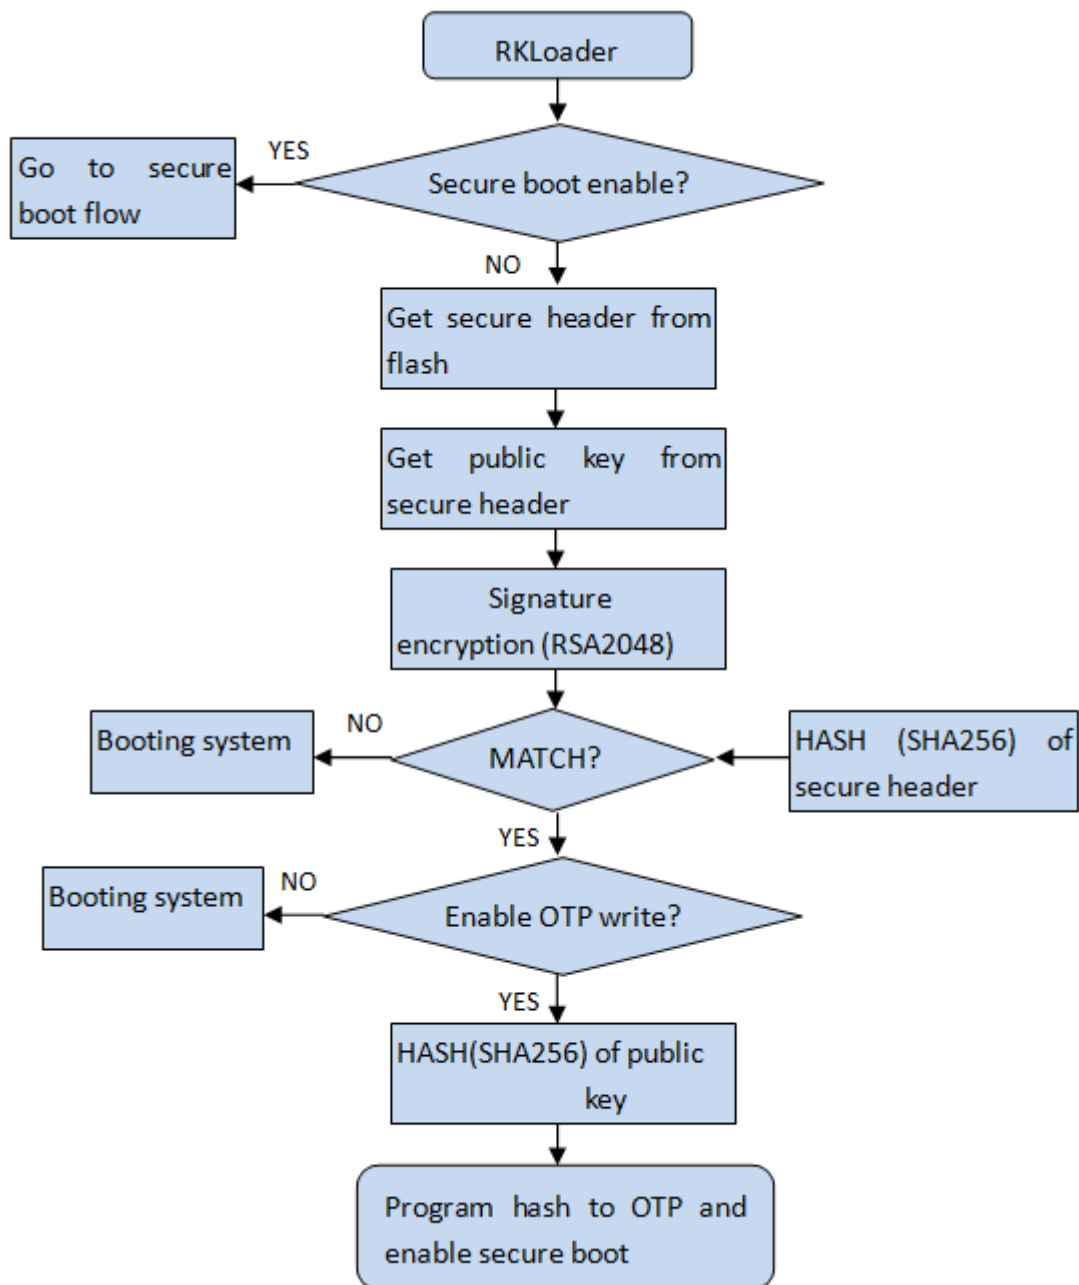 RKLoader
YES
Go to secure
boot flow
Secure boot enable?
NO
Get secure header from
flash
Get public key from
secure header
Signature
encryption (RSA2048)
NO
Booting system
MATCH?
HASH (SHA256) of
secure header
YES
NO
Booting system
Enable OTP write?
YES
HASH(SHA256) of public
key
Program hash to OTP and
enable secure boot